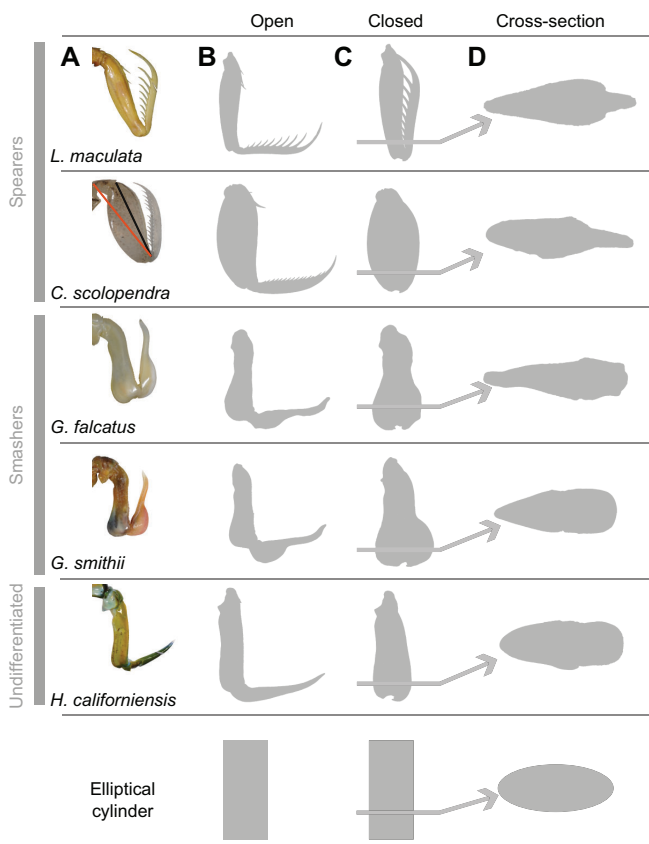 Open Closed Cross-section
A B C D
Spearers
L. maculata
C. scolopendra
Smashers
G. falcatus
G. smithii
Undifferentiated
H. californiensis
Elliptical
cylinder